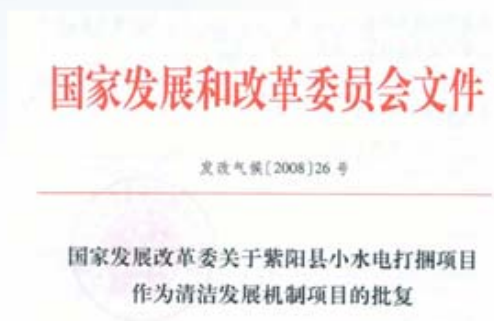 国家发展和改革委员会文件
发改气候[2008]26 号
国家发展改革委关于紫阳县小水电打捆项目
作为清洁发展机制项目的批复